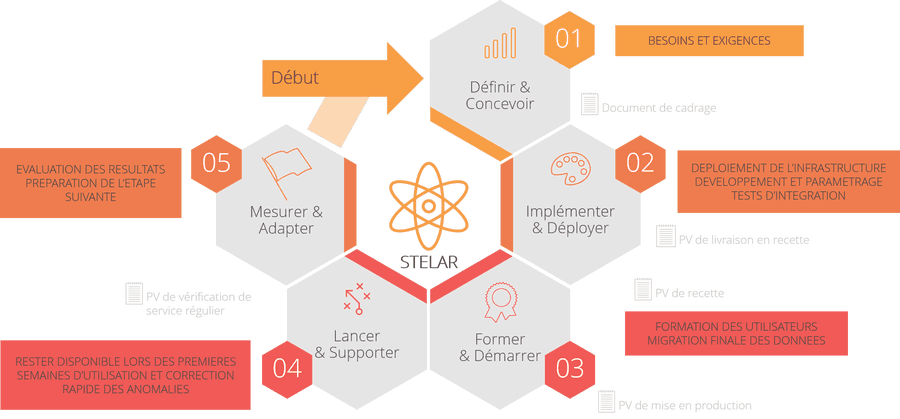 Début
Définir &
Concevoir
01
BESOINS ET EXIGENCES
Document de cadrage
Implémenter
& Déployer
02
DEPLOIEMENT DE L'INFRASTRUCTURE
DEVELOPPEMENT ET PARAMETRAGE
TESTS D'INTEGRATION
PV de livraison en recette
PV de recette
Former
& Démarrer
03
FORMATION DES UTILISATEURS
MIGRATION FINALE DES DONNEES
PV de mise en production
Lancer
& Supporter
04
RESTER DISPONIBLE LORS DES PREMIERES
SEMAINES D'UTILISATION ET CORRECTION
RAPIDE DES ANOMALIES
PV de vérification de
service régulier
Mesurer &
Adapter
05
EVALUATION DES RESULTATS
PREPARATION DE L'ETAPE
SUIVANTE
STELAR